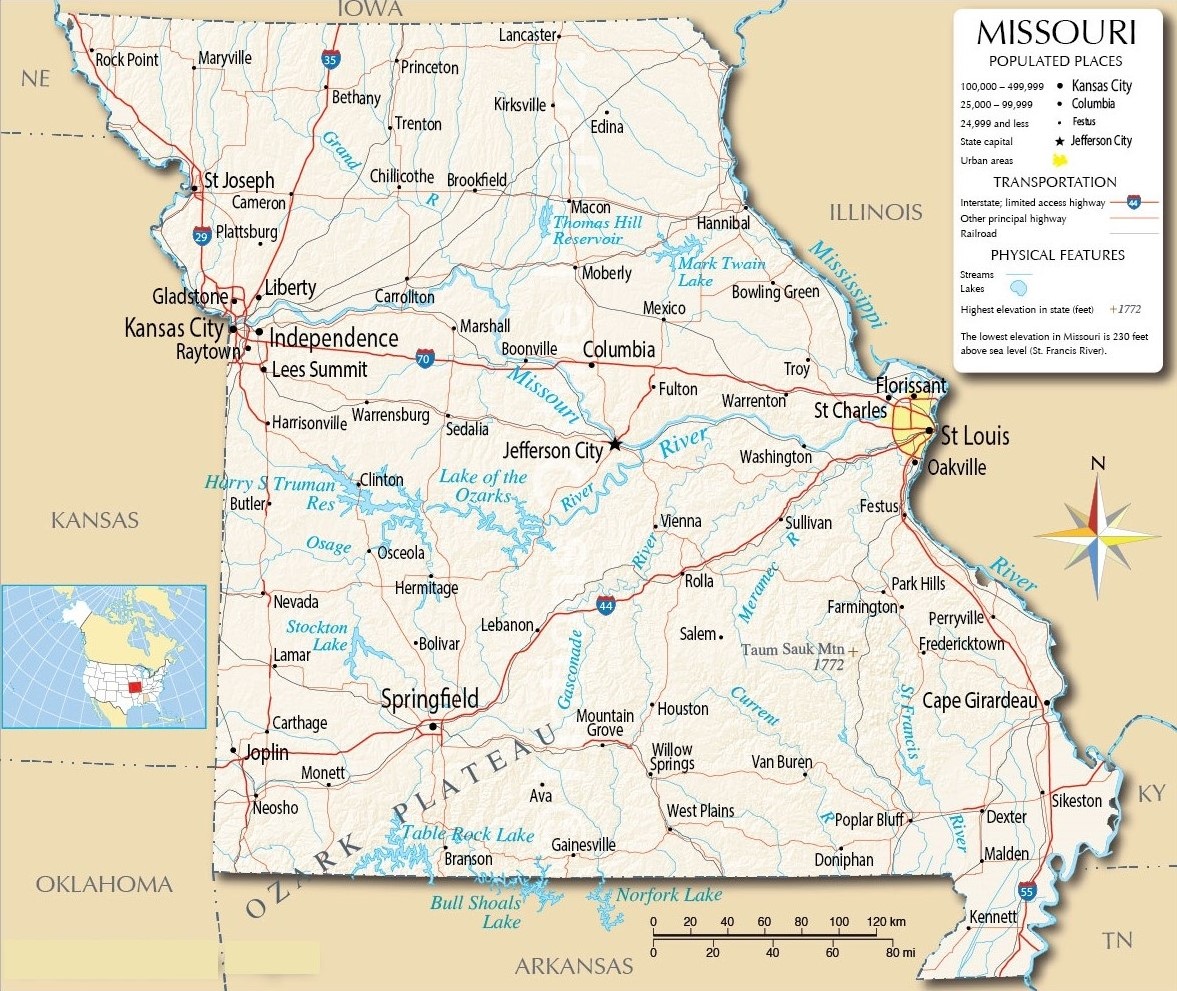 IOWA
NE
ILLINOIS
KANSAS
OKLAHOMA
ARKANSAS
KY
TN
MISSOURI
POPULATED PLACES
100,000 – 499,999 Kansas City
25,000 – 99,999 Columbia
24,999 and less Festus
State capital Jefferson City
Urban areas
TRANSPORTATION
Interstate; limited access highway 44
Other principal highway
Railroad
PHYSICAL FEATURES
Streams
Lakes
Highest elevation in state (feet) +1772
The lowest elevation in Missouri is 230 feet
above sea level (St. Francis River).
N
Rock Point
Maryville
35
Princeton
Lancaster
Bethany
Kirksville
Trenton
Edina
Grand
R
St Joseph
Cameron
Chillicothe
Brookfield
Macon
Hannibal
29
Plattsburg
Thomas Hill
Reservoir
Mark Twain
Lake
Mississippi
Gladstone
Liberty
Carrollton
Moberly
Bowling Green
Mexico
Kansas City
Independence
Raytown
Marshall
70
Boonville
Columbia
Troy
Lees Summit
Missouri
Fulton
Warrenton
Florissant
St Charles
Harrisonville
Warrensburg
Sedalia
Jefferson City
River
Washington
St Louis
Oakville
Harry S Truman
Res
Clinton
Lake of the
Ozarks
River
Butler
Festus
Vienna
Sullivan
Osage
Osceola
River
R
Meramec
River
Hermitage
Rolla
Park Hills
Nevada
44
Farmington
Perryville
Stockton
Lake
Lebanon
Bolivar
Salem
Taum Sauk Mtn +
1772
Fredericktown
Lamar
Gasconade
Springfield
Current
St Francis
Cape Girardeau
Carthage
Houston
Mountain
Grove
Joplin
Willow
Springs
Van Buren
Monett
OZARK PLATEAU
Ava
Neosho
West Plains
R
Poplar Bluff
River
Sikeston
Dexter
Table Rock Lake
Branson
Gainesville
Doniphan
Malden
Bull Shoals
Lake
Norfork Lake
55
Kennett
0 20 40 60 80 100 120 km
0 20 40 60 80 mi